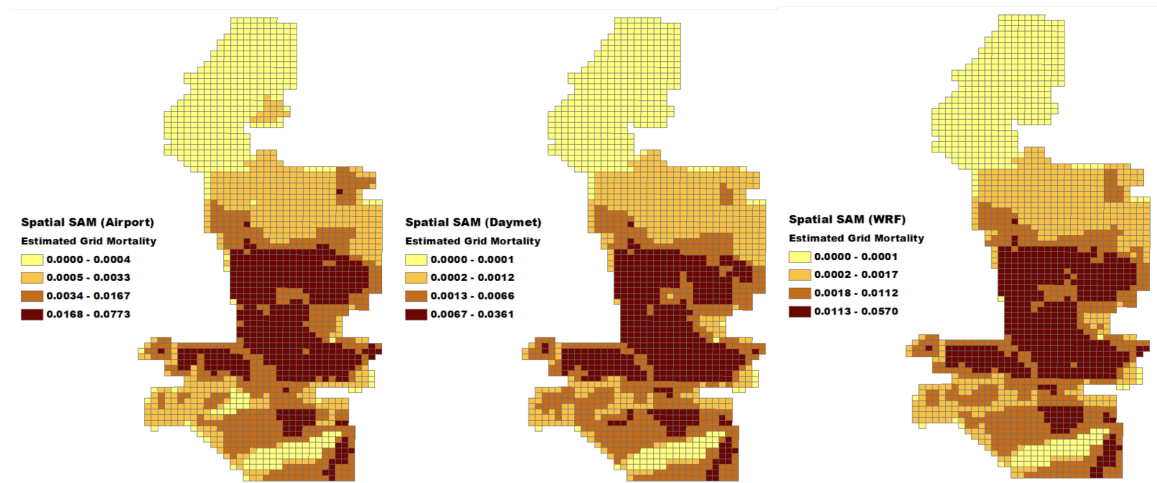 Spatial SAM (Airport)
Estimated Grid Mortality
0.0000 - 0.0004
0.0005 - 0.0033
0.0034 - 0.0167
0.0168 - 0.0773
Spatial SAM (Daymet)
Estimated Grid Mortality
0.0000 - 0.0001
0.0002 - 0.0012
0.0013 - 0.0066
0.0067 - 0.0361
Spatial SAM (WRF)
Estimated Grid Mortality
0.0000 - 0.0001
0.0002 - 0.0017
0.0018 - 0.0112
0.0113 - 0.0570